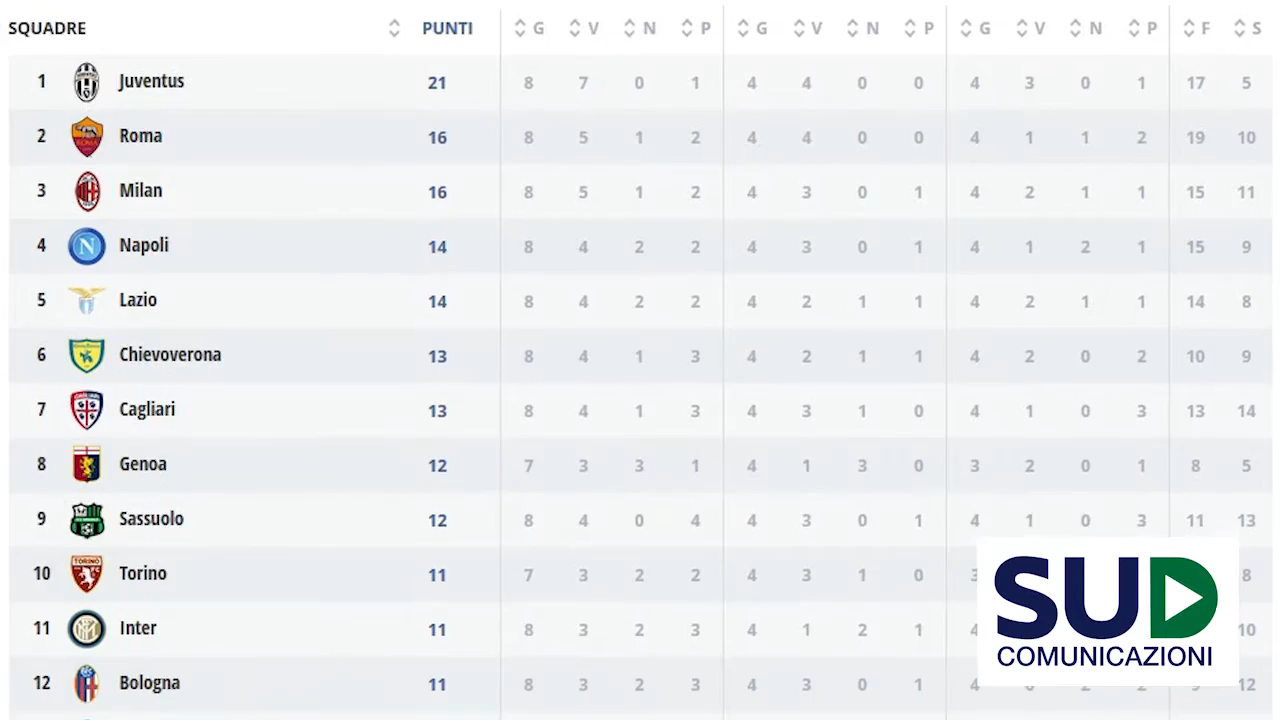 SQUADRE PUNTI G V N P G V N P G V N P F S
1 Juventus 21 8 7 0 1 4 4 0 0 4 3 0 1 17 5
2 Roma 16 8 5 1 2 4 4 0 0 4 1 1 2 19 10
3 Milan 16 8 5 1 2 4 3 0 1 4 2 1 1 15 11
4 Napoli 14 8 4 2 2 4 3 0 1 4 1 2 1 15 9
5 Lazio 14 8 4 2 2 4 2 1 1 4 2 1 1 14 8
6 Chievoverona 13 8 4 1 3 4 2 1 1 4 2 0 2 10 9
7 Cagliari 13 8 4 1 3 4 3 1 0 4 1 0 3 13 14
8 Genoa 12 7 3 3 1 4 1 3 0 3 2 0 1 8 5
9 Sassuolo 12 8 4 0 4 4 3 0 1 4 1 0 3 11 13
10 Torino 11 7 3 2 2 4 3 1 0 8
11 Inter 11 8 3 2 3 4 1 2 1 4 10
12 Bologna 11 8 3 2 3 4 3 0 1 4 12
SUD
COMUNICAZIONI